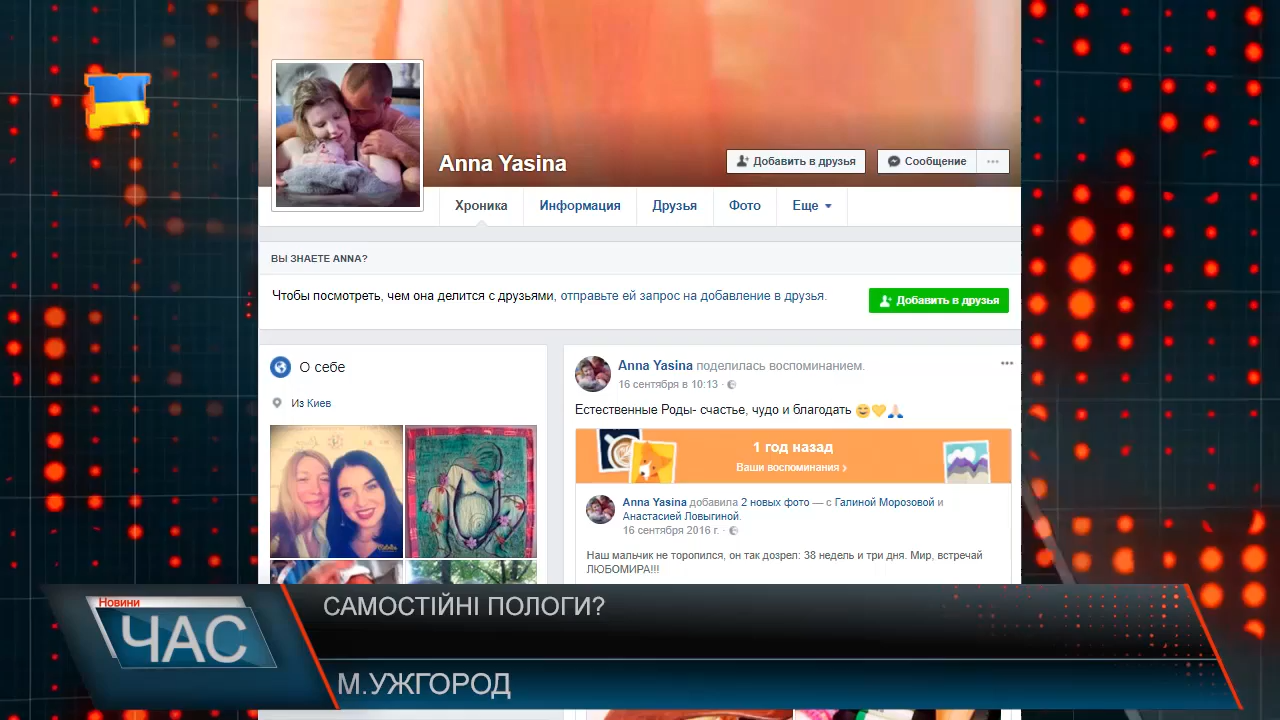 Anna Yasina
Добавить в друзья
Сообщение
Хроника
Информация
Друзья
Фото
Еще
ВЫ ЗНАЕТЕ ANNA?
Чтобы посмотреть, чем она делится с друзьями, отправьте ей запрос на добавление в друзья.
Добавить в друзья
О себе
Из Киев
Anna Yasina поделилась воспоминанием.
16 сентября в 10:13 ·
Естественные Роды- счастье, чудо и благодать 😊💛🙏🏻
1 год назад
Ваши воспоминания ›
Anna Yasina добавила 2 новых фото — с Галиной Морозовой и
Анастасией Ловыгиной.
16 сентября 2016 г. ·
Наш мальчик не торопился, он так дозрел: 38 недель и три дня. Мир, встречай
ЛЮБОМИРА!!!
Новини
ЧАС
САМОСТІЙНІ ПОЛОГИ?
М.УЖГОРОД